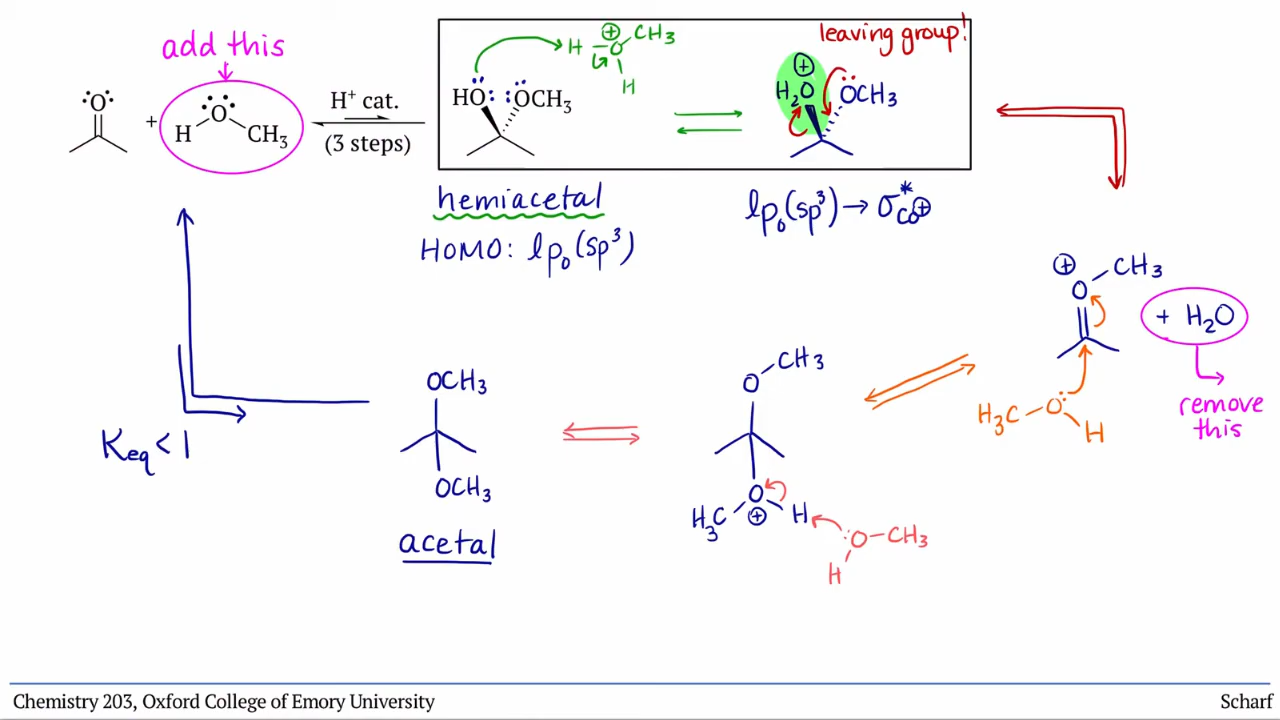 add this
O
+
H O CH₃
H⁺ cat.
(3 steps)
HO OCH₃
H O ⊕ CH₃
H
leaving group!
⊕
H₂O OCH₃
hemiacetal
HOMO: lpₒ(sp³)
lpₒ(sp³) → σ*CO⊕
⊕ O CH₃
+ H₂O
remove
this
H₃C O H
O CH₃
H₃C O ⊕ H
O CH₃
H
OCH₃
OCH₃
acetal
Keq < 1
Chemistry 203, Oxford College of Emory University
Scharf